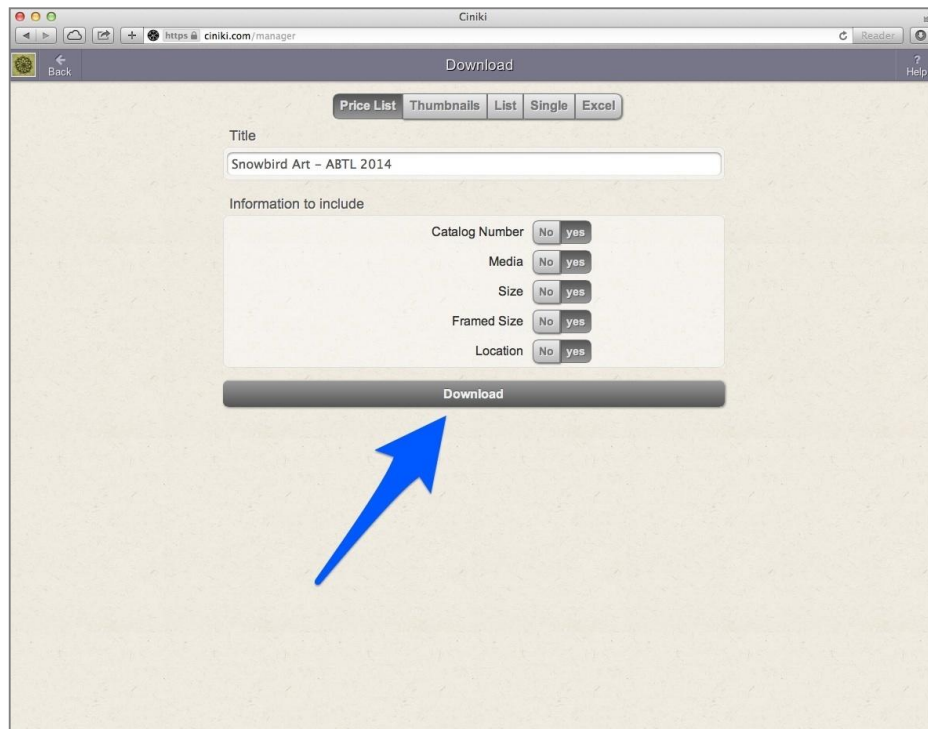 Ciniki
https ciniki.com/manager
Reader
Back
Download
?
Help
Price List Thumbnails List Single Excel
Title
Snowbird Art – ABTL 2014
Information to include
Catalog Number No yes
Media No yes
Size No yes
Framed Size No yes
Location No yes
Download